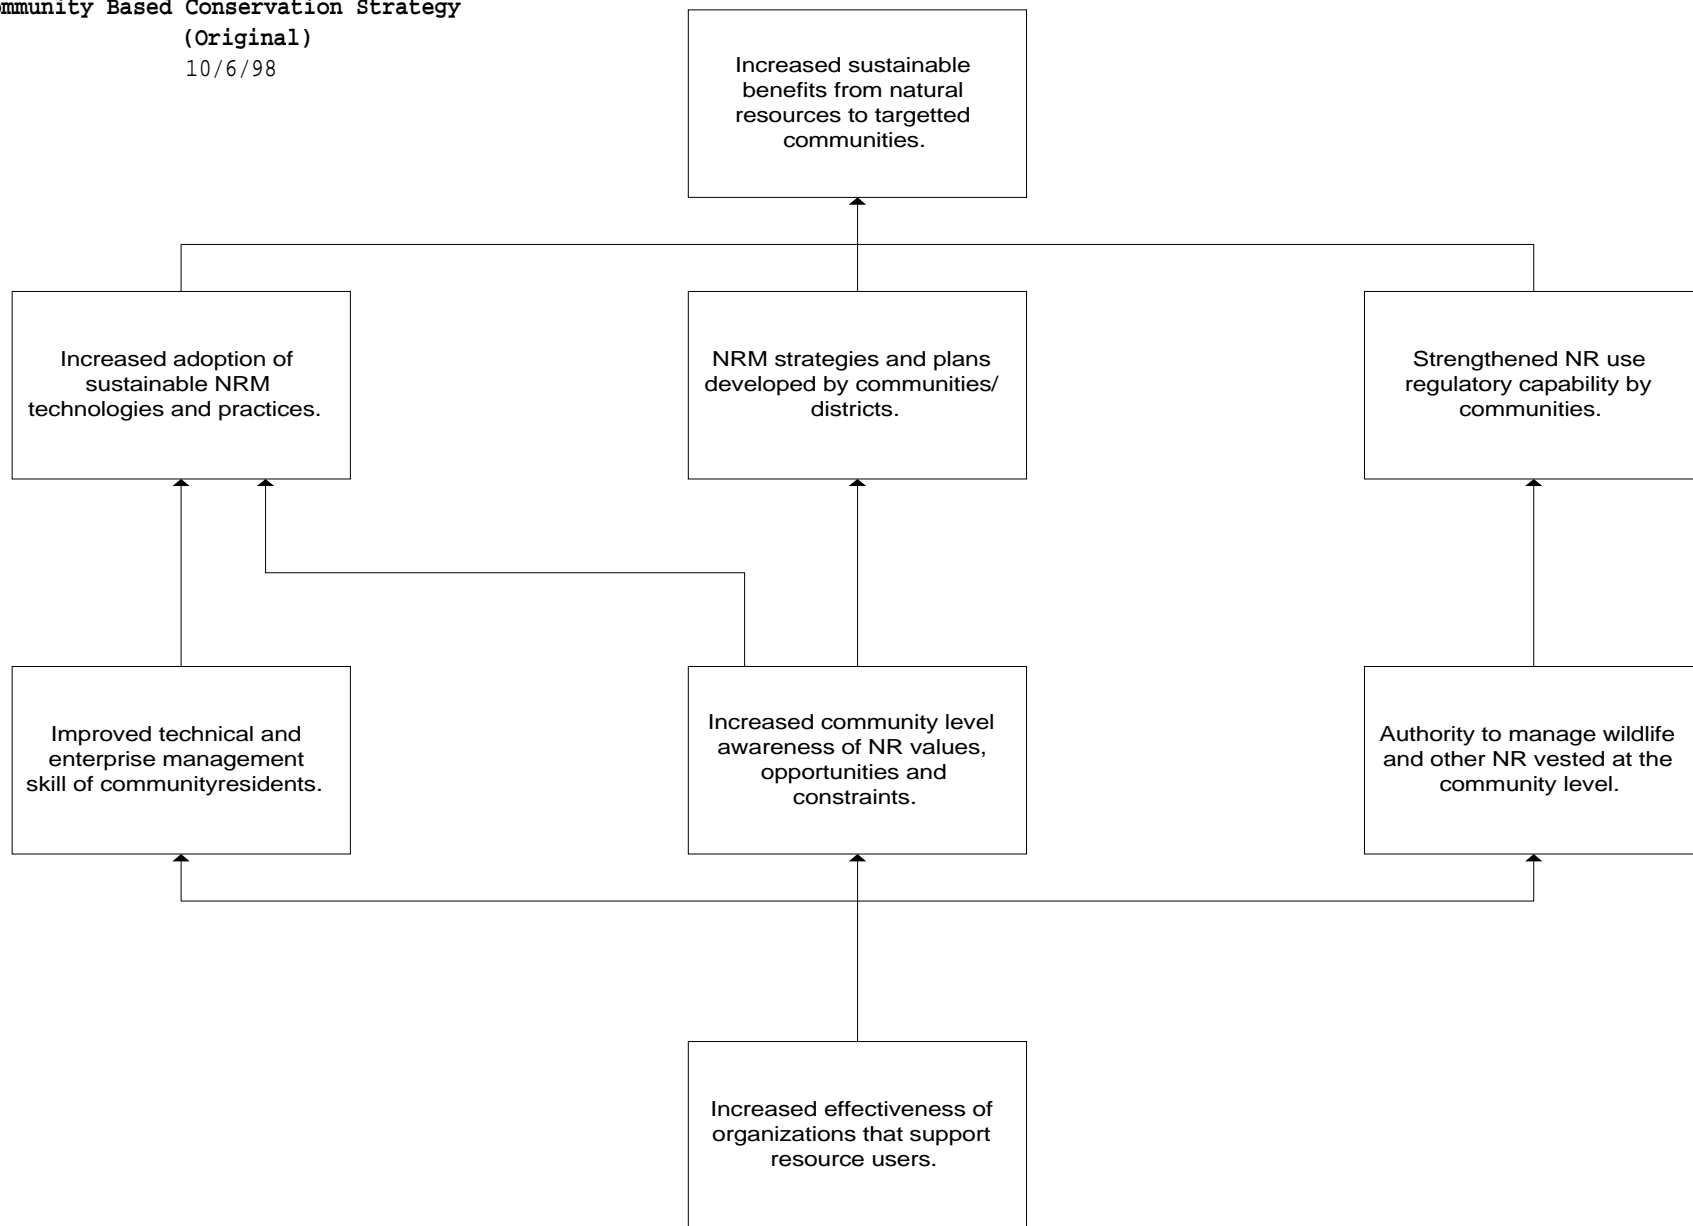 ommunity Based Conservation Strategy
(Original)
10/6/98
Increased sustainable
benefits from natural
resources to targetted
communities.
Increased adoption of
sustainable NRM
technologies and practices.
NRM strategies and plans
developed by communities/
districts.
Strengthened NR use
regulatory capability by
communities.
Improved technical and
enterprise management
skill of communityresidents.
Increased community level
awareness of NR values,
opportunities and
constraints.
Authority to manage wildlife
and other NR vested at the
community level.
Increased effectiveness of
organizations that support
resource users.